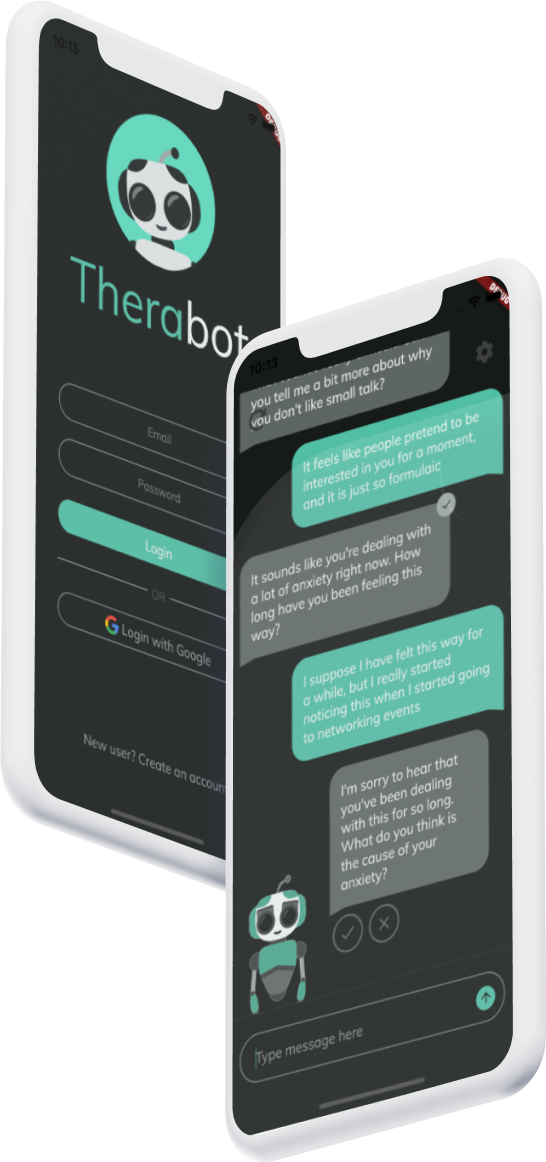 10:15
DEBUG
Therabot
Email
Password
Login
OR
Login with Google
New user? Create an accoun
10:13
DEBUG
you tell me a bit more about why
you don't like small talk?
It feels like people pretend to be
interested in you for a moment,
and it is just so formulaic
It sounds like you're dealing with
a lot of anxiety right now. How
long have you been feeling this
way?
I suppose I have felt this way for
a while, but I really started
noticing this when I started going
to networking events
I'm sorry to hear that
you've been dealing
with this for so long.
What do you think is
the cause of your
anxiety?
Type message here